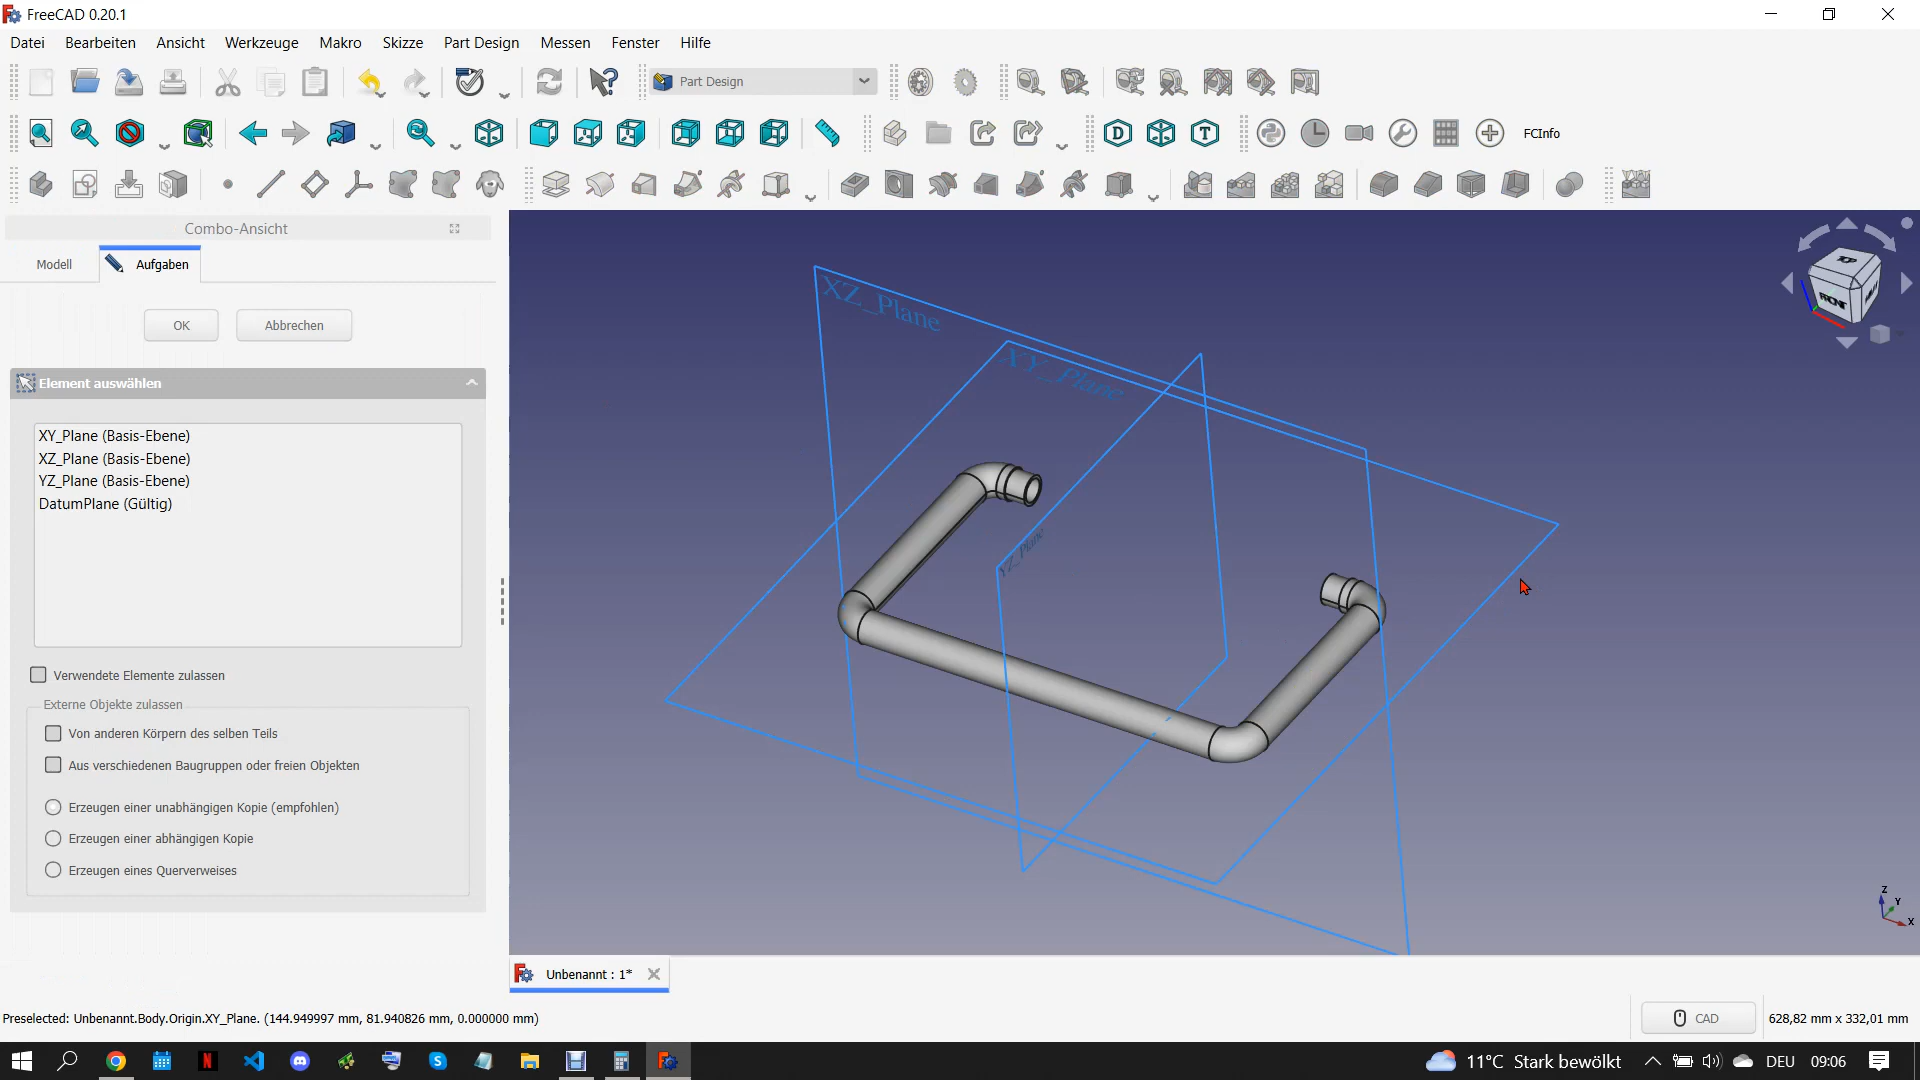 FreeCAD 0.20.1
Datei Bearbeiten Ansicht Werkzeuge Makro Skizze Part Design Messen Fenster Hilfe
Part Design
D T FCInfo
Combo-Ansicht
Modell Aufgaben
OK Abbrechen
Element auswählen
XY_Plane (Basis-Ebene)
XZ_Plane (Basis-Ebene)
YZ_Plane (Basis-Ebene)
DatumPlane (Gültig)
Verwendete Elemente zulassen
Externe Objekte zulassen
Von anderen Körpern des selben Teils
Aus verschiedenen Baugruppen oder freien Objekten
Erzeugen einer unabhängigen Kopie (empfohlen)
Erzeugen einer abhängigen Kopie
Erzeugen eines Querverweises
XZ_Plane
XY_Plane
YZ_Plane
TOP
FRONT
Z
Y
X
Unbenannt : 1*
Preselected: Unbenannt.Body.Origin.XY_Plane. (144.949997 mm, 81.940826 mm, 0.000000 mm)
CAD 628,82 mm x 332,01 mm
11°C Stark bewölkt DEU 09:06